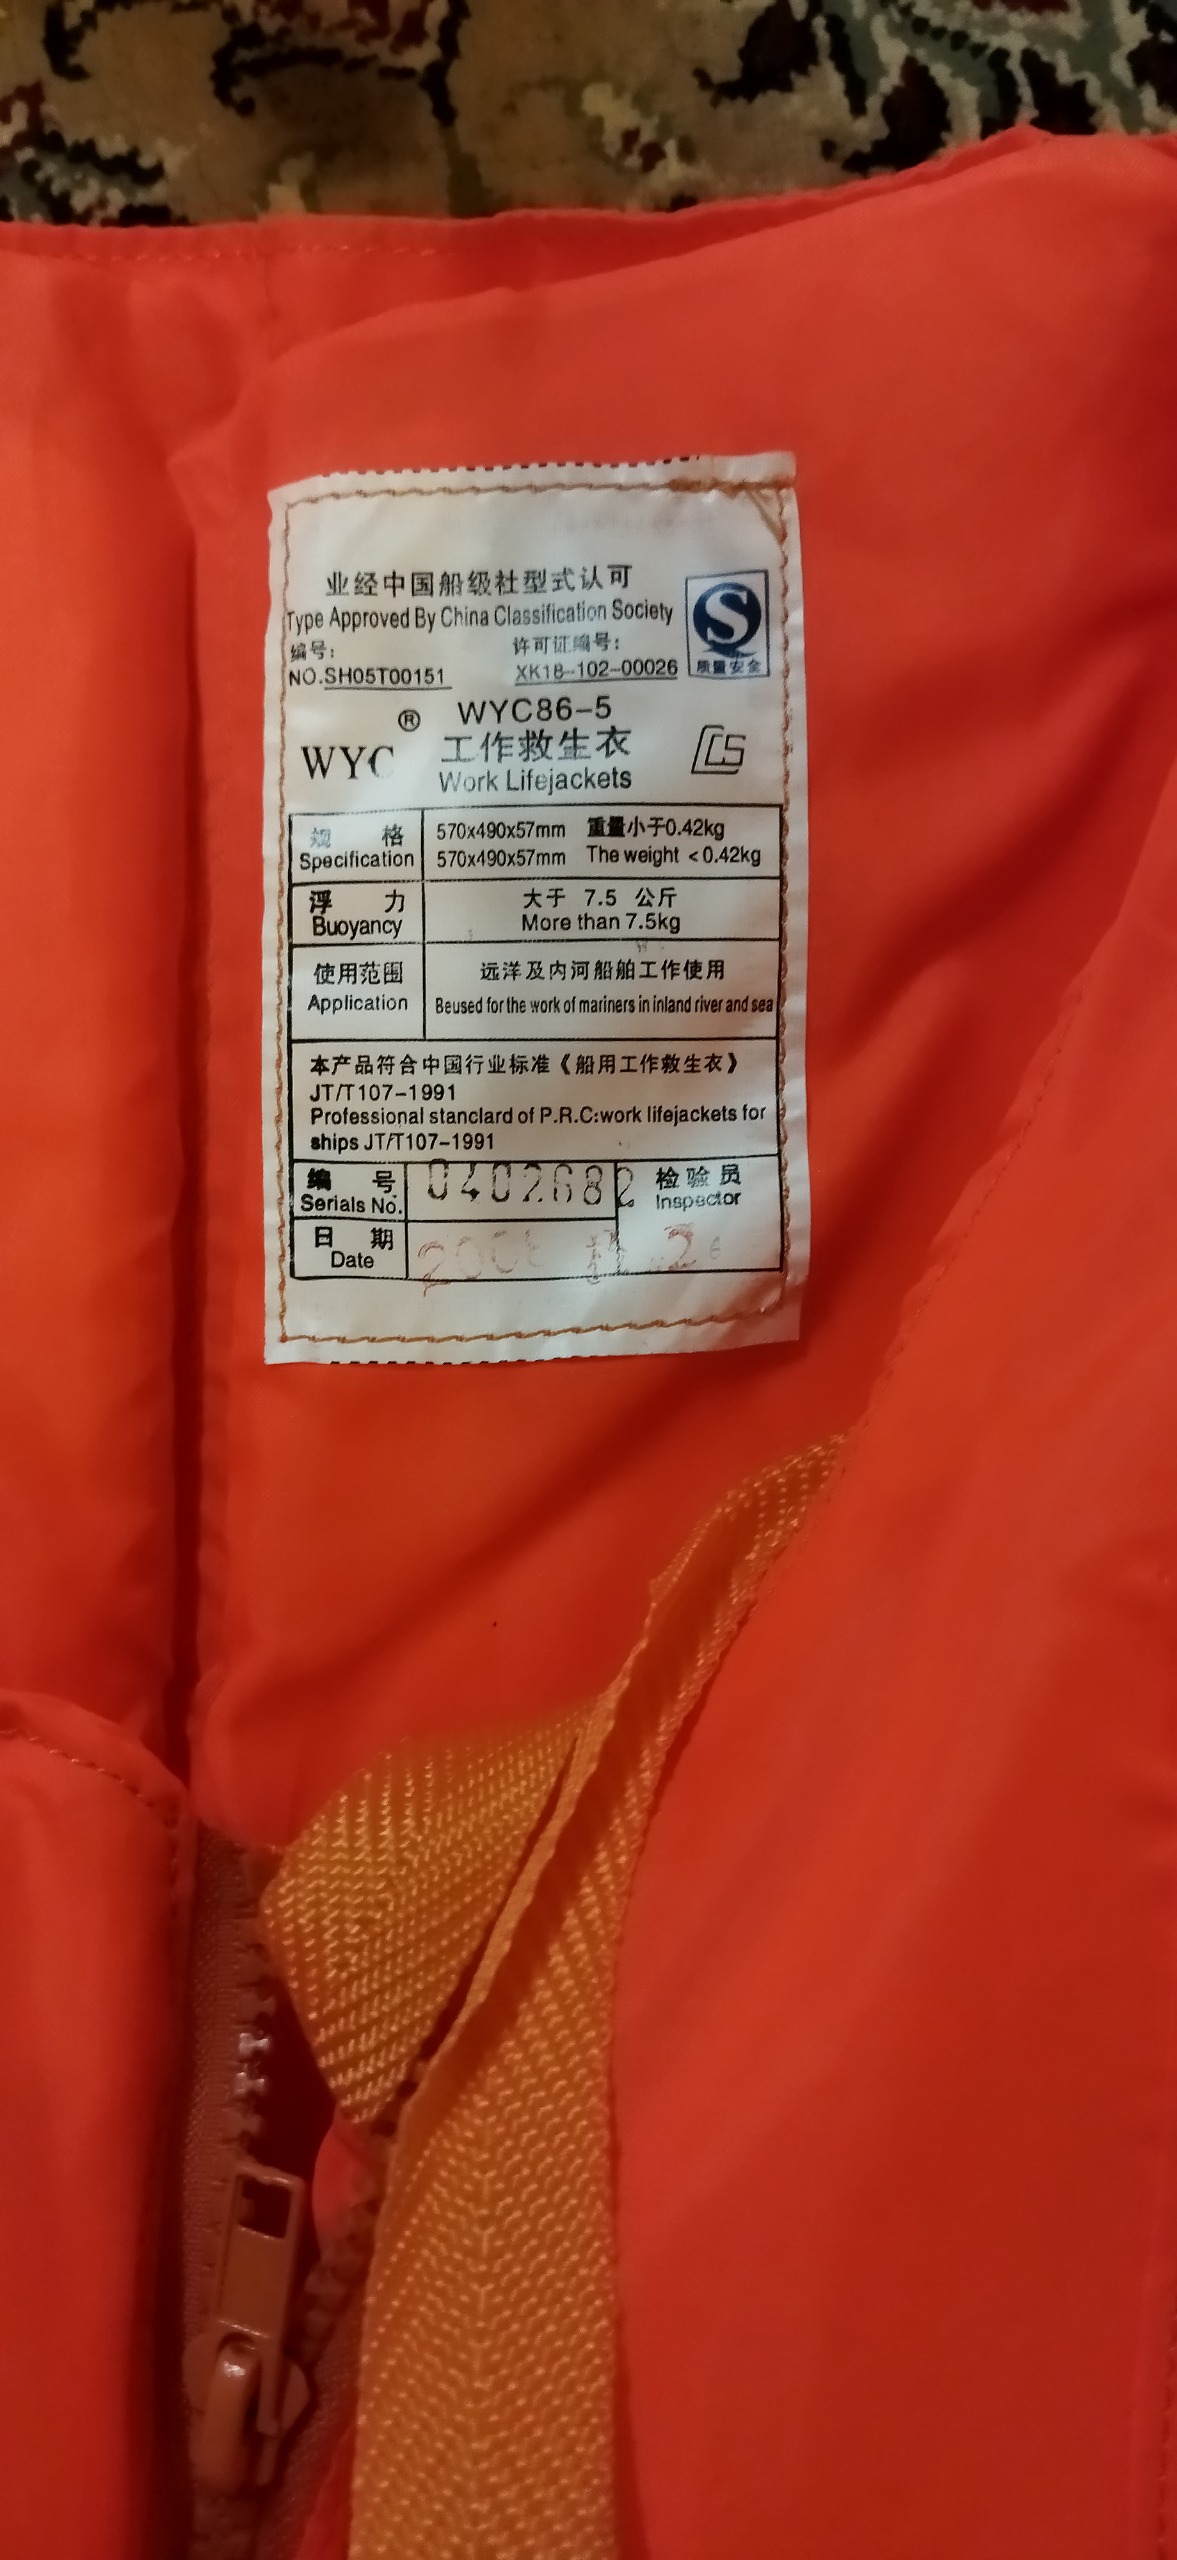 业经中国船级社型式认可
Type Approved By China Classification Society
编号: 许可证编号:
NO.SH05T00151 XK18-102-00026
质量安全
WYC ® WYC86-5
工作救生衣
CCS
Work Lifejackets
规 格 570x490x57mm 重量小于0.42kg
Specification 570x490x57mm The weight <0.42kg
浮 力 大于 7.5 公斤
Buoyancy More than 7.5kg
使用范围 远洋及内河船舶工作使用
Application Beused for the work of mariners in inland river and sea
本产品符合中国行业标准《船用工作救生衣》
JT/T107-1991
Professional stanclard of P.R.C:work lifejackets for
ships JT/T107-1991
编 号 0402682 检验员
Serials No. Inspector
日 期
Date